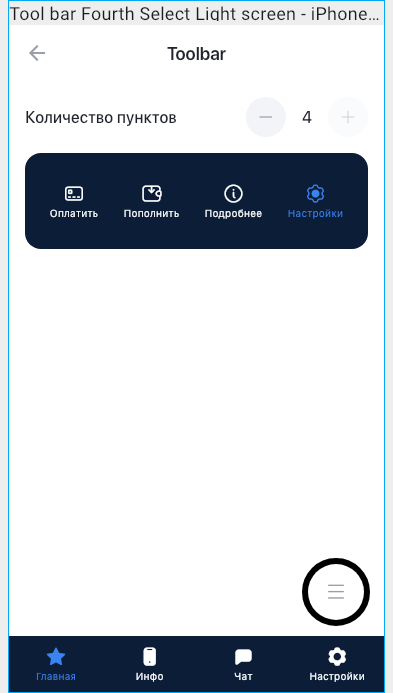 Tool bar Fourth Select Light screen - iPhone...
Toolbar
Количество пунктов 4
Оплатить Пополнить Подробнее Настройки
Главная Инфо Чат Настройки